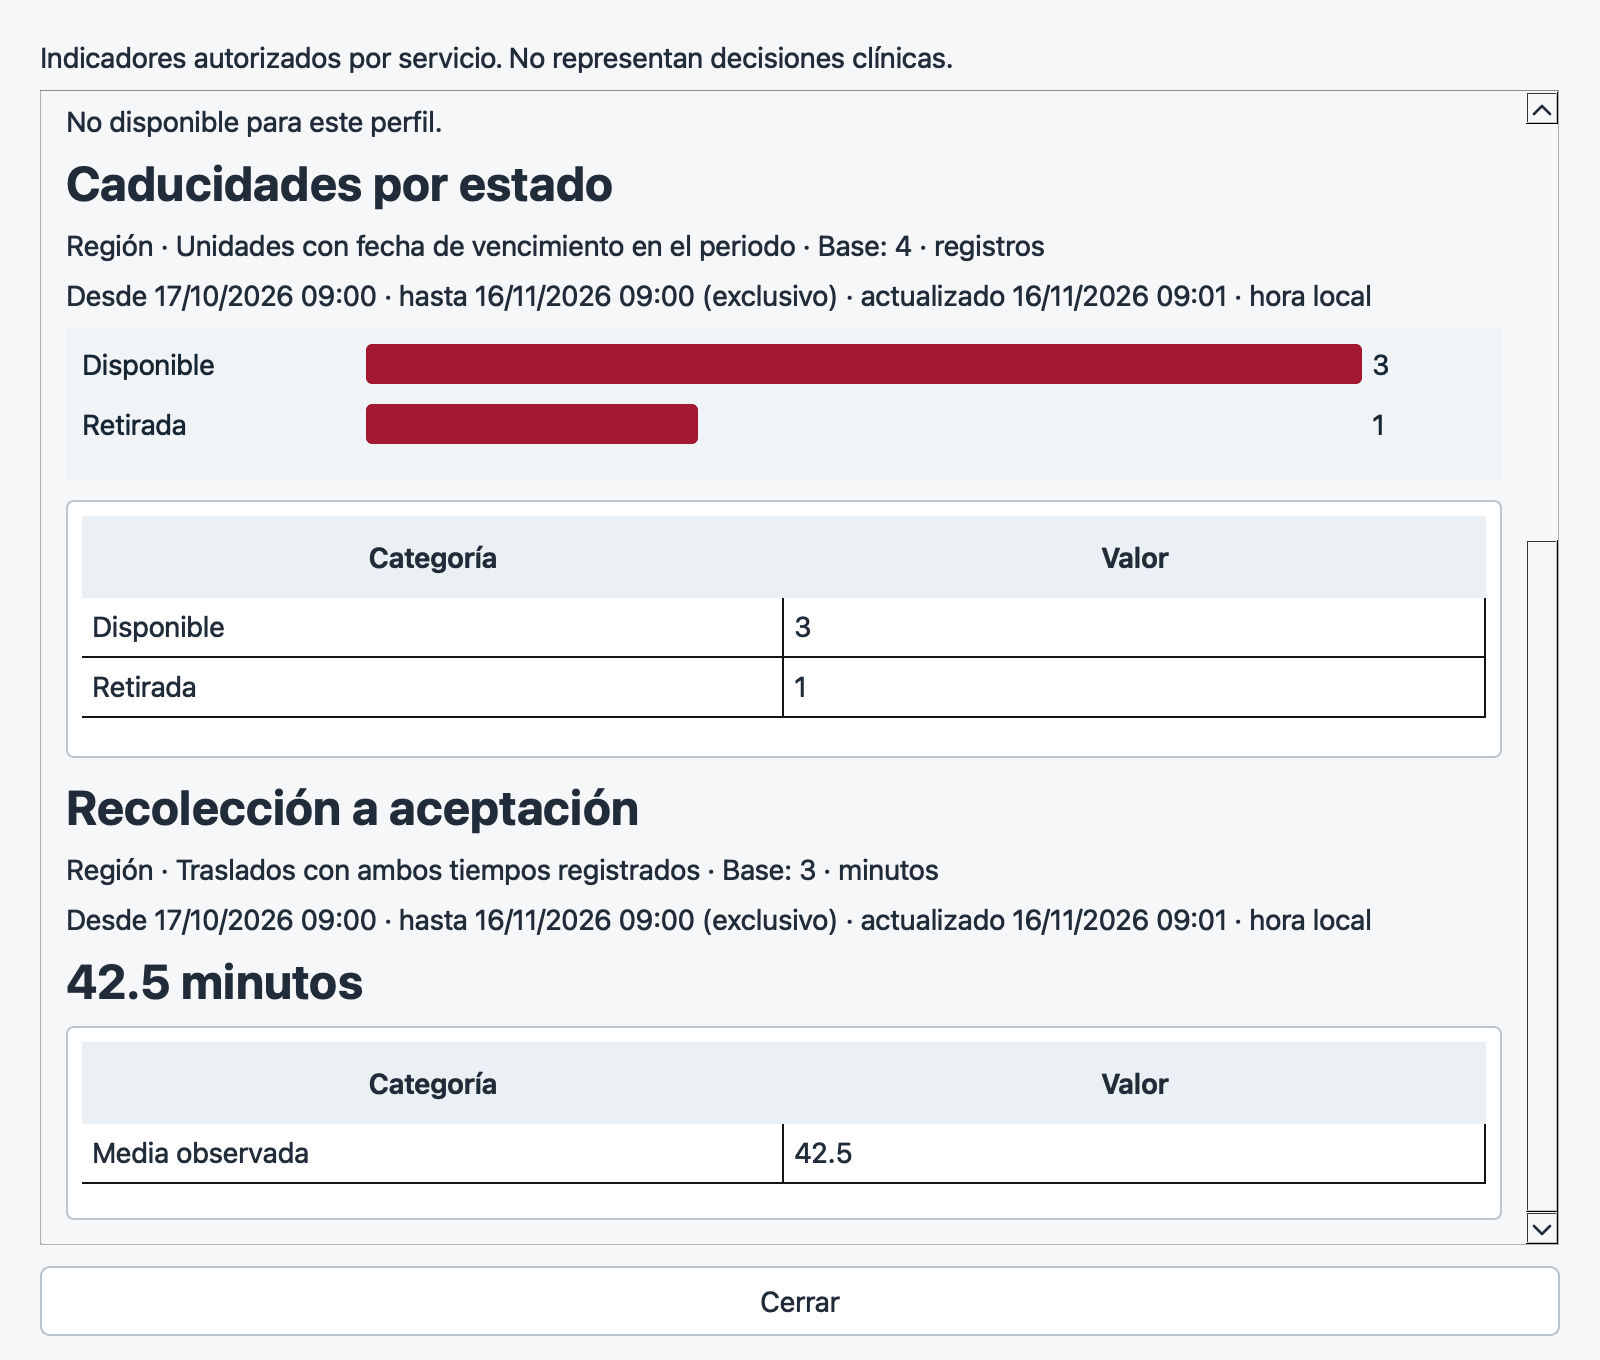 Indicadores autorizados por servicio. No representan decisiones clínicas.
No disponible para este perfil.
Caducidades por estado
Región · Unidades con fecha de vencimiento en el periodo · Base: 4 · registros
Desde 17/10/2026 09:00 · hasta 16/11/2026 09:00 (exclusivo) · actualizado 16/11/2026 09:01 · hora local
Disponible 3
Retirada 1
Categoría Valor
Disponible 3
Retirada 1
Recolección a aceptación
Región · Traslados con ambos tiempos registrados · Base: 3 · minutos
Desde 17/10/2026 09:00 · hasta 16/11/2026 09:00 (exclusivo) · actualizado 16/11/2026 09:01 · hora local
42.5 minutos
Categoría Valor
Media observada 42.5
Cerrar